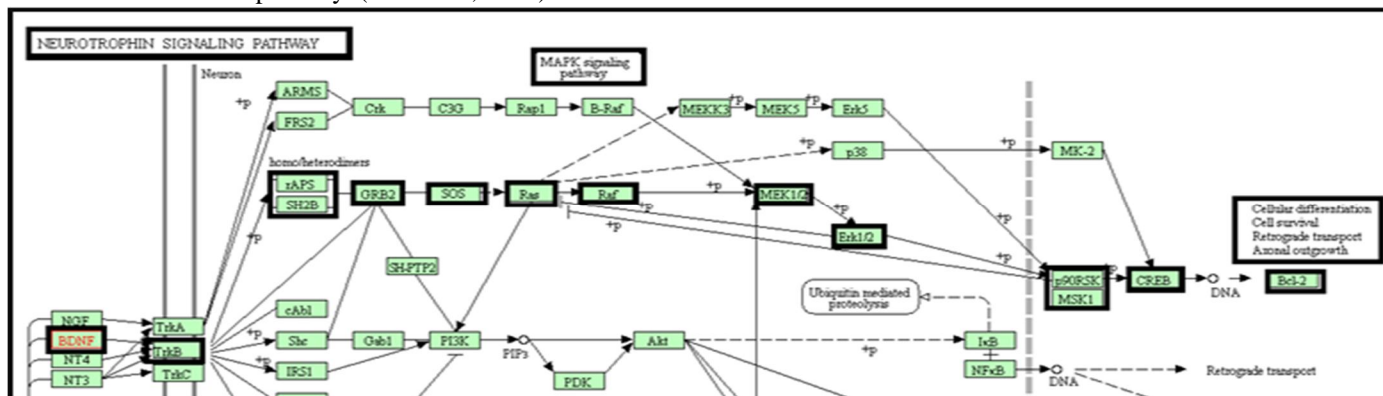 NEUROTROPHIN SIGNALING PATHWAY
MAPK signaling
pathway
Neuron
+p
ARMS
Crk
C3G
Rap1
B-Raf
MEKK3
+p
MEK5
+p
Erk5
FRS2
p38
+p
MK-2
homo/heterodimers
rAPS
SH2B
GRB2
SOS
Ras
Raf
+p
MEK1/2
+p
+p
+p
Erk1/2
+p
+p
+p
SH-PTP2
Cellular differentiation
Cell survival
Retrograde transport
Axonal outgrowth
p90RSK
MSK1
+p
CREB
DNA
Bcl-2
Ubiquitin mediated
proteolysis
cAbl
NGF
BDNF
NT4
NT3
TrkA
TrkB
TrkC
+p
Shc
Gab1
PI3K
PIP3
Akt
+p
IκB
+p
IRS1
PDK
NFκB
DNA
Retrograde transport